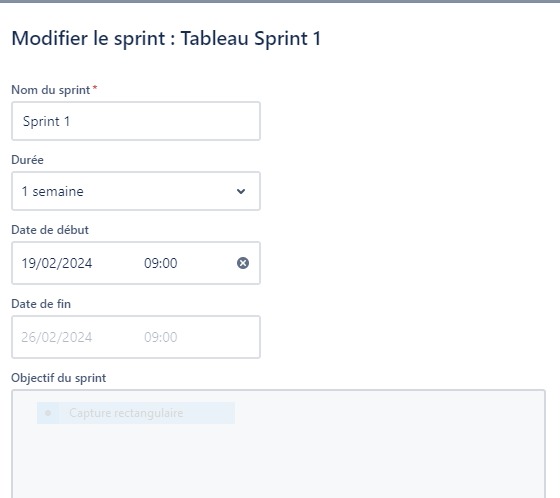 Modifier le sprint : Tableau Sprint 1
Nom du sprint*
Sprint 1
Durée
1 semaine
Date de début
19/02/2024 09:00
Date de fin
26/02/2024 09:00
Objectif du sprint
Capture rectangulaire